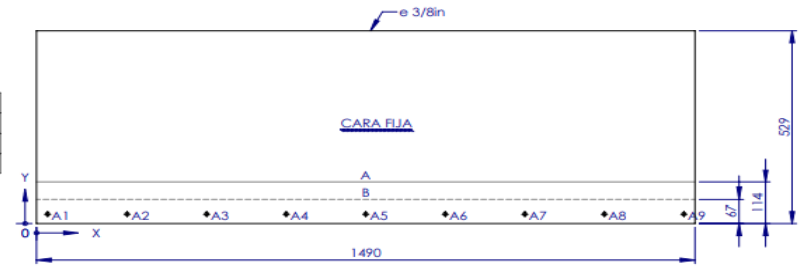 e 3/8in
CARA FIJA
529
A
Y
B
114
67
A1 A2 A3 A4 A5 A6 A7 A8 A9
0 X
1490